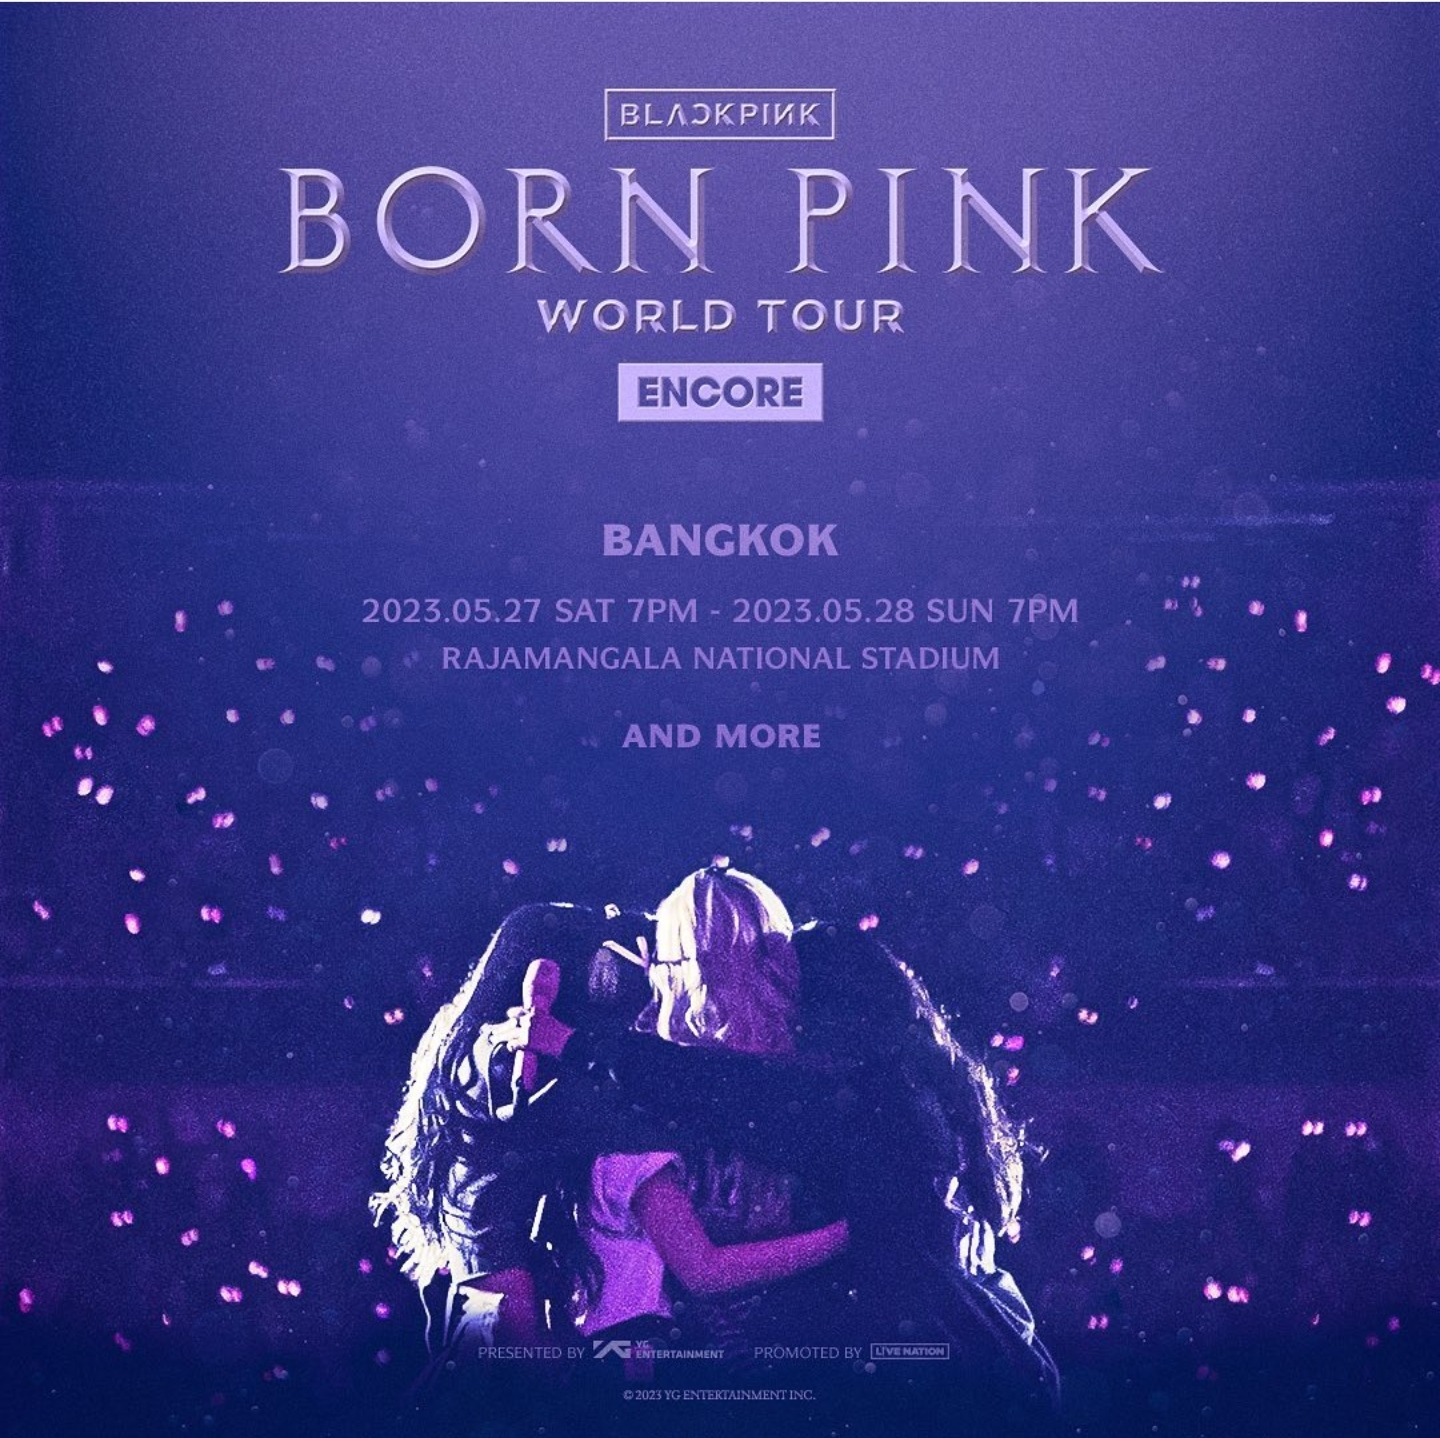 BLACKPINK
BORN PINK
WORLD TOUR
ENCORE
BANGKOK
2023.05.27 SAT 7PM - 2023.05.28 SUN 7PM
RAJAMANGALA NATIONAL STADIUM
AND MORE
PRESENTED BY YG YG ENTERTAINMENT PROMOTED BY LIVE NATION
© 2023 YG ENTERTAINMENT INC.